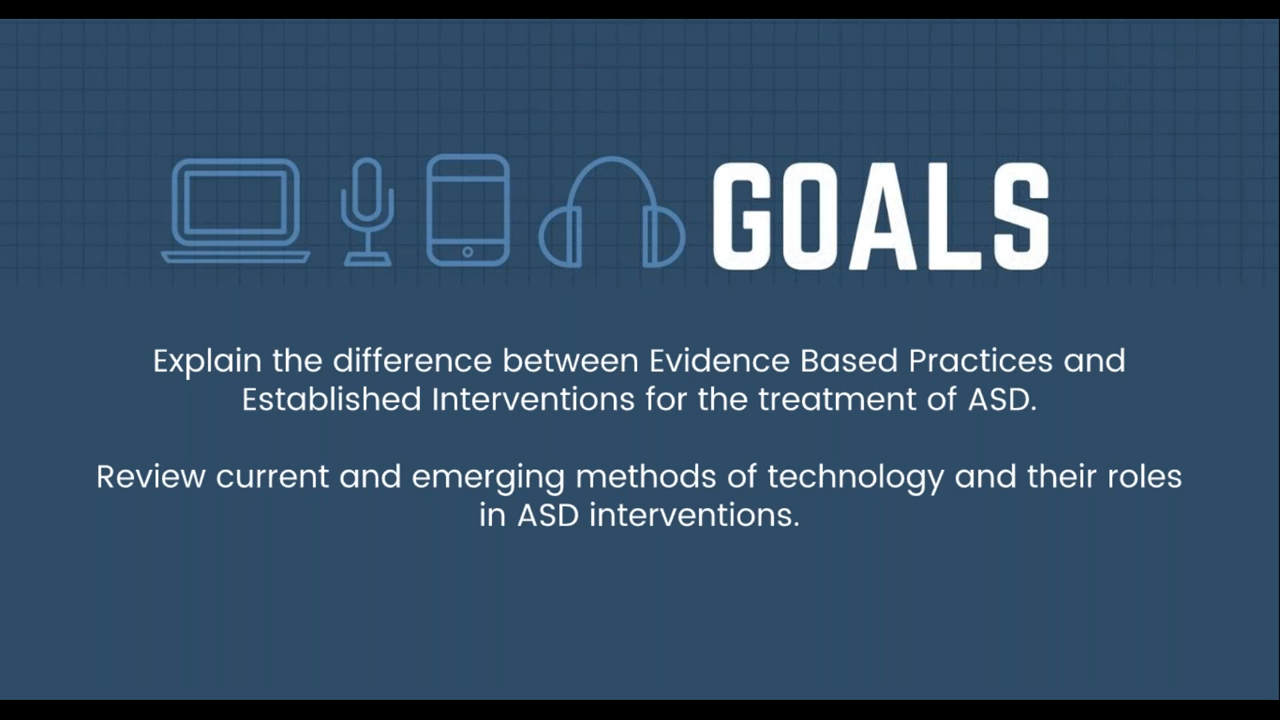 GOALS
Explain the difference between Evidence Based Practices and
Established Interventions for the treatment of ASD.
Review current and emerging methods of technology and their roles
in ASD interventions.